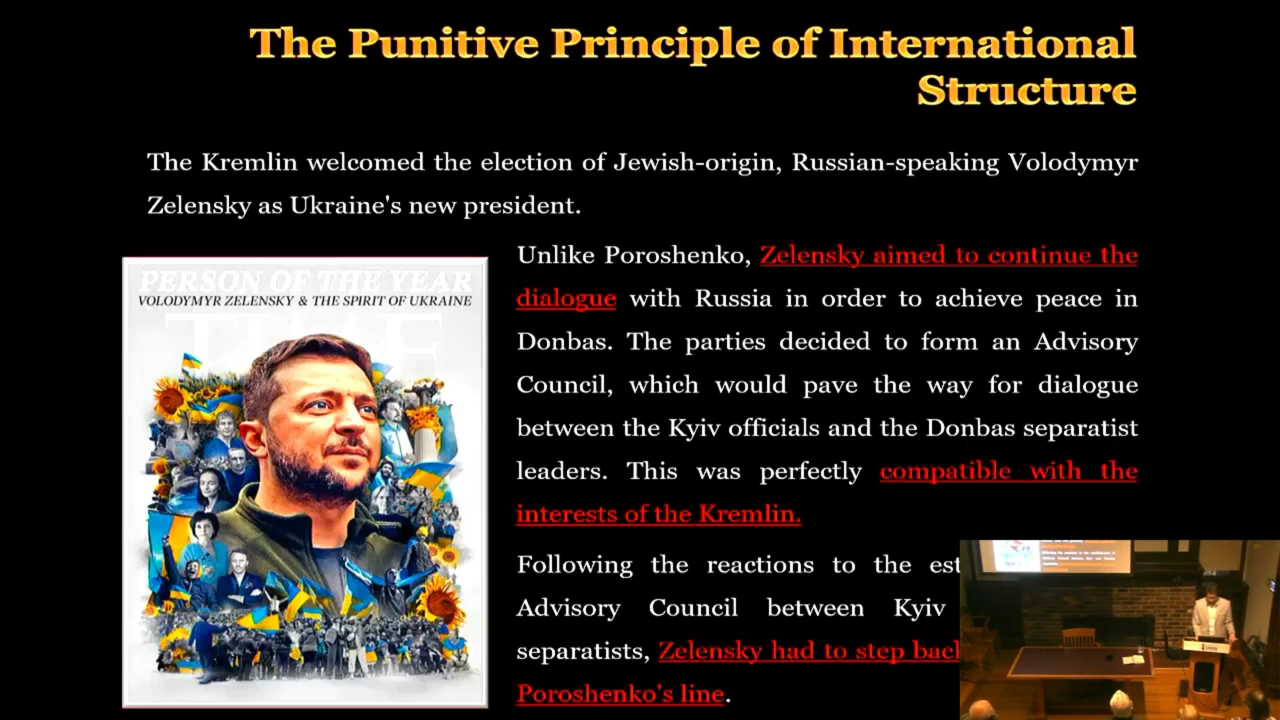 The Punitive Principle of International
Structure
The Kremlin welcomed the election of Jewish-origin, Russian-speaking Volodymyr
Zelensky as Ukraine's new president.
PERSON OF THE YEAR
VOLODYMYR ZELENSKY & THE SPIRIT OF UKRAINE
TIME
Unlike Poroshenko, Zelensky aimed to continue the
dialogue with Russia in order to achieve peace in
Donbas. The parties decided to form an Advisory
Council, which would pave the way for dialogue
between the Kyiv officials and the Donbas separatist
leaders. This was perfectly compatible with the
interests of the Kremlin.
Following the reactions to the
Advisory Council between Kyiv
separatists, Zelensky had to step
Poroshenko's line.